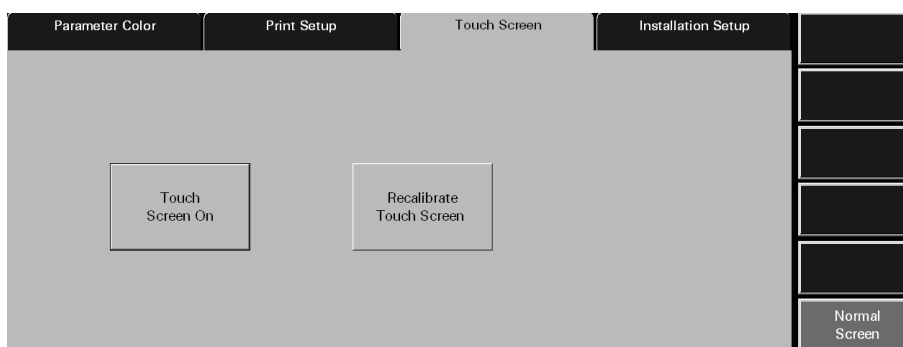 Parameter Color
Print Setup
Touch Screen
Installation Setup
Touch
Screen On
Recalibrate
Touch Screen
Normal
Screen